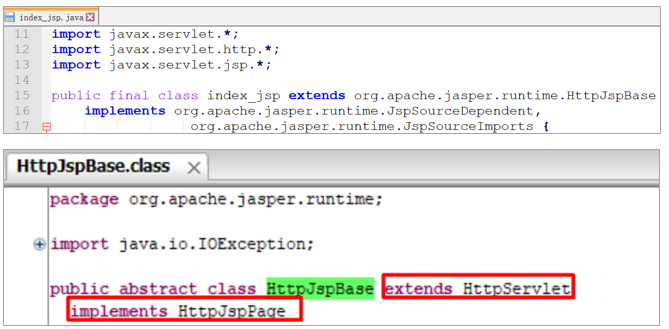 index_jsp.java
11 import javax.servlet.*;
12 import javax.servlet.http.*;
13 import javax.servlet.jsp.*;
14
15 public final class index_jsp extends org.apache.jasper.runtime.HttpJspBase
16 implements org.apache.jasper.runtime.JspSourceDependent,
17 org.apache.jasper.runtime.JspSourceImports {
HttpJspBase.class
package org.apache.jasper.runtime;
import java.io.IOException;
public abstract class HttpJspBase extends HttpServlet
implements HttpJspPage